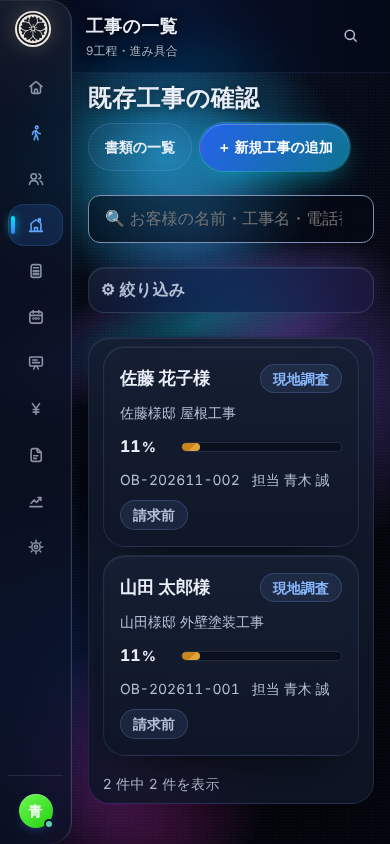 工事の一覧
9工程・進み具合
既存工事の確認
書類の一覧
＋ 新規工事の追加
🔍 お客様の名前・工事名・電話
⚙ 絞り込み
佐藤 花子様
現地調査
佐藤様邸 屋根工事
11%
OB-202611-002 担当 青木 誠
請求前
山田 太郎様
現地調査
山田様邸 外壁塗装工事
11%
OB-202611-001 担当 青木 誠
請求前
2 件中 2 件を表示
青